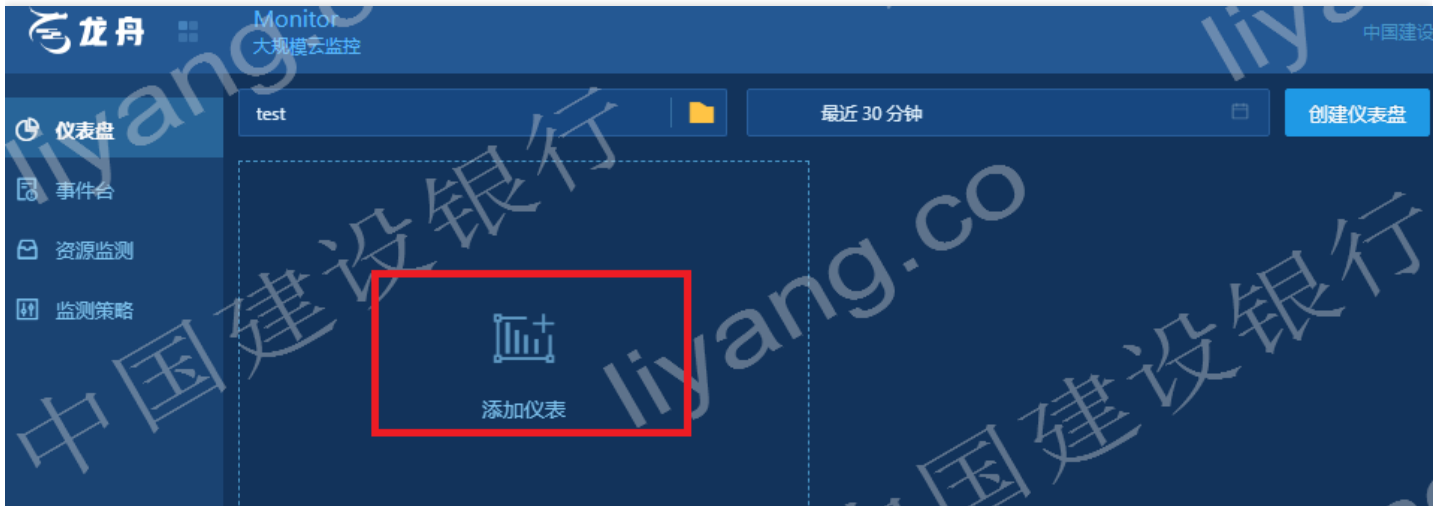 龙舟
Monitor
大规模云监控
中国建设
仪表盘
test
最近 30 分钟
创建仪表盘
事件台
资源监测
监测策略
添加仪表
liyang.co
中国建设银行
liyang.co
中国建设银行
liy